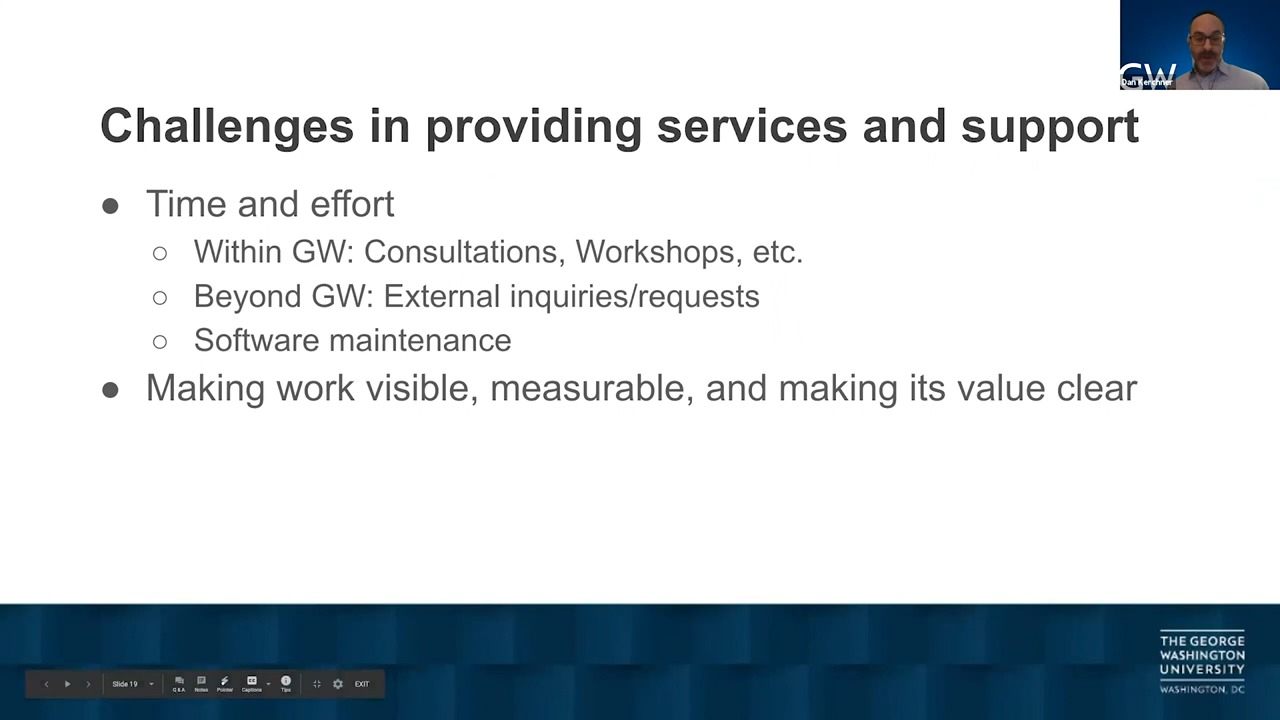 GW
Dan Kerchner
Challenges in providing services and support
● Time and effort
○ Within GW: Consultations, Workshops, etc.
○ Beyond GW: External inquiries/requests
○ Software maintenance
● Making work visible, measurable, and making its value clear
THE GEORGE
WASHINGTON
UNIVERSITY
WASHINGTON, DC
Slide 19
Q & A
Notes
Pointer
CC
Captions
Tips
EXIT